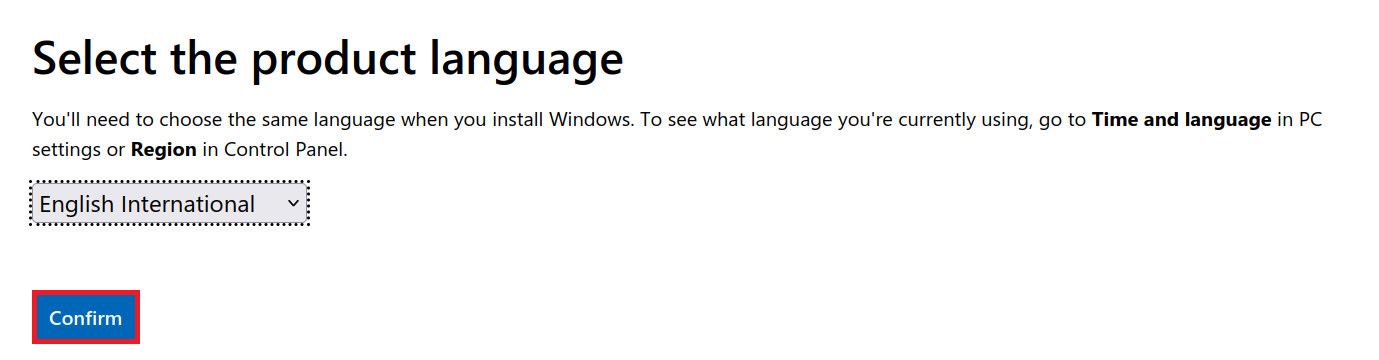 Select the product language
You'll need to choose the same language when you install Windows. To see what language you're currently using, go to Time and language in PC
settings or Region in Control Panel.
English International
Confirm